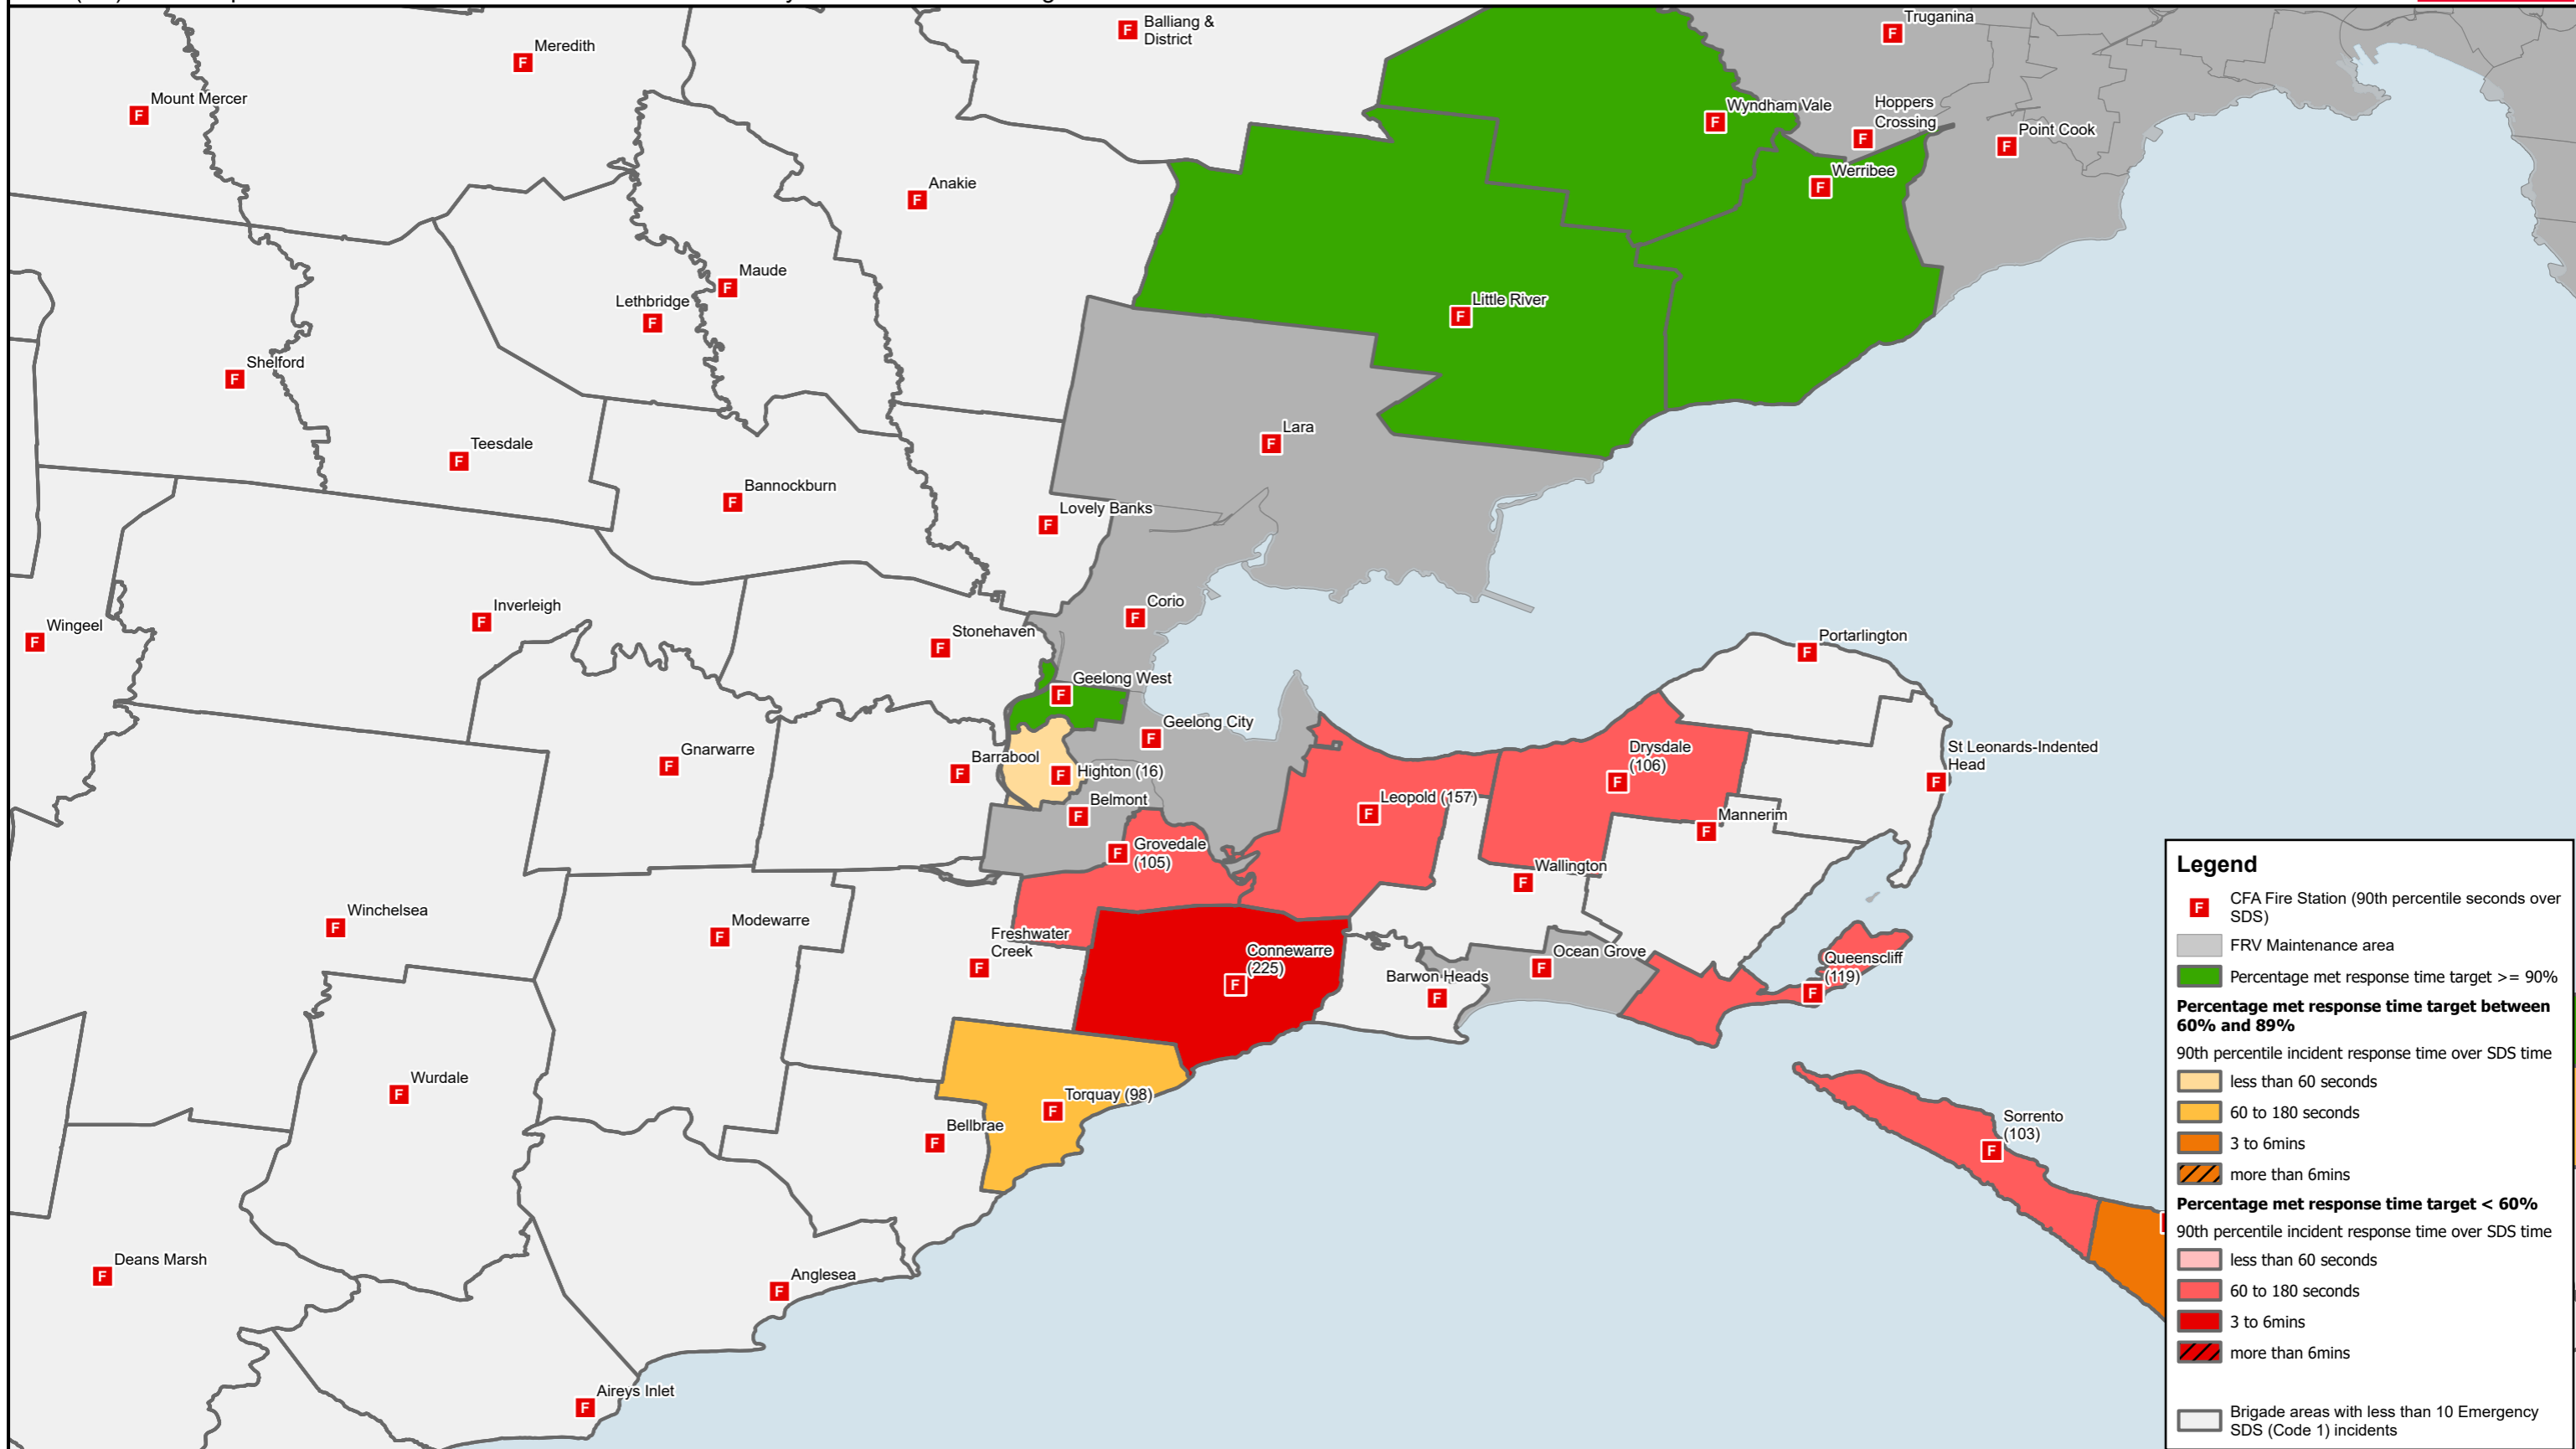 Balliang &
District
Truganina
Meredith
Mount Mercer
Wyndham Vale
Hoppers
Crossing
Point Cook
Werribee
Anakie
Maude
Lethbridge
Little River
Shelford
Lara
Teesdale
Bannockburn
Lovely Banks
Corio
Inverleigh
Wingeel
Stonehaven
Portarlington
Geelong West
Geelong City
Gnarwarre
Barrabool
Highton (16)
Drysdale
(106)
St Leonards-Indented
Head
Belmont
Leopold (157)
Mannerim
Grovedale
(105)
Wallington
Winchelsea
Modewarre
Freshwater
Creek
Connewarre
(225)
Ocean Grove
Barwon Heads
Queenscliff
(119)
Wurdale
Torquay (98)
Bellbrae
Sorrento
(103)
Deans Marsh
Anglesea
Aireys Inlet
Legend
F CFA Fire Station (90th percentile seconds over
SDS)
FRV Maintenance area
Percentage met response time target >= 90%
Percentage met response time target between
60% and 89%
90th percentile incident response time over SDS time
less than 60 seconds
60 to 180 seconds
3 to 6mins
more than 6mins
Percentage met response time target < 60%
90th percentile incident response time over SDS time
less than 60 seconds
60 to 180 seconds
3 to 6mins
more than 6mins
Brigade areas with less than 10 Emergency
SDS (Code 1) incidents